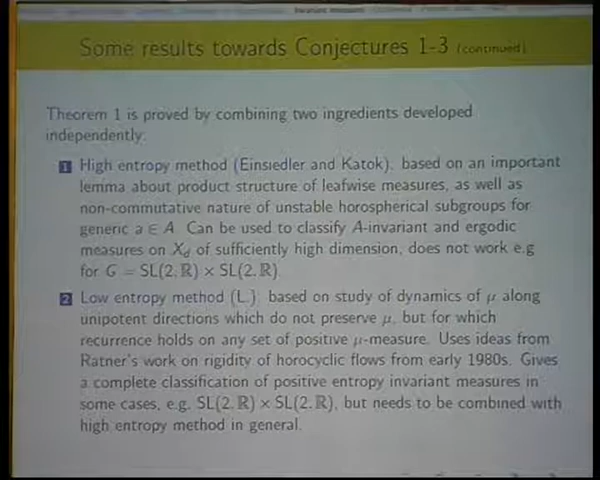 Some results towards Conjectures 1-3 (continued)
Theorem 1 is proved by combining two ingredients developed
independently:
1 High entropy method (Einsiedler and Katok), based on an important
lemma about product structure of leafwise measures, as well as
non-commutative nature of unstable horospherical subgroups for
generic a ∈ A. Can be used to classify A-invariant and ergodic
measures on X_d of sufficiently high dimension, does not work e.g
for G = SL(2,ℝ) × SL(2,ℝ)
2 Low entropy method (L.) based on study of dynamics of μ along
unipotent directions which do not preserve μ, but for which
recurrence holds on any set of positive μ-measure. Uses ideas from
Ratner's work on rigidity of horocyclic flows from early 1980s. Gives
a complete classification of positive entropy invariant measures in
some cases, e.g. SL(2,ℝ) × SL(2,ℝ), but needs to be combined with
high entropy method in general.